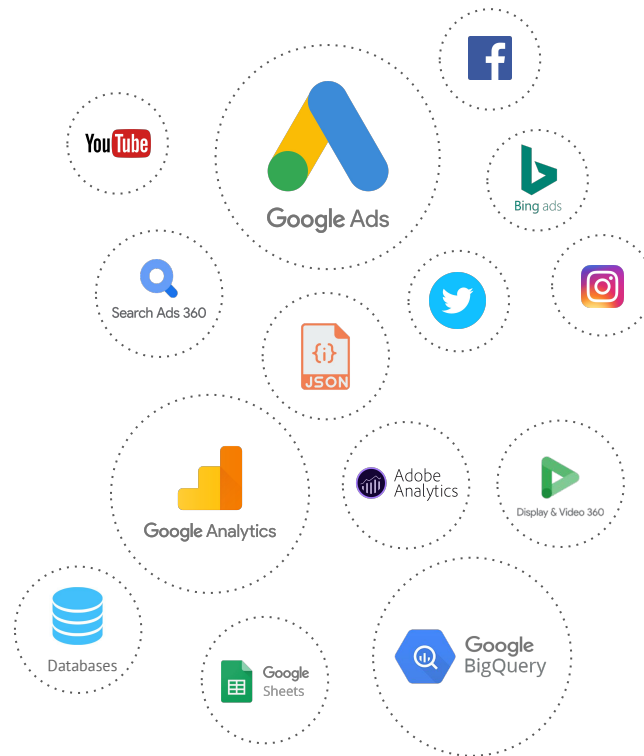 f
YouTube
Google Ads
Bing ads
Search Ads 360
{i}
JSON
Google Analytics
Adobe
Analytics
Display & Video 360
Databases
Google
Sheets
Google
BigQuery